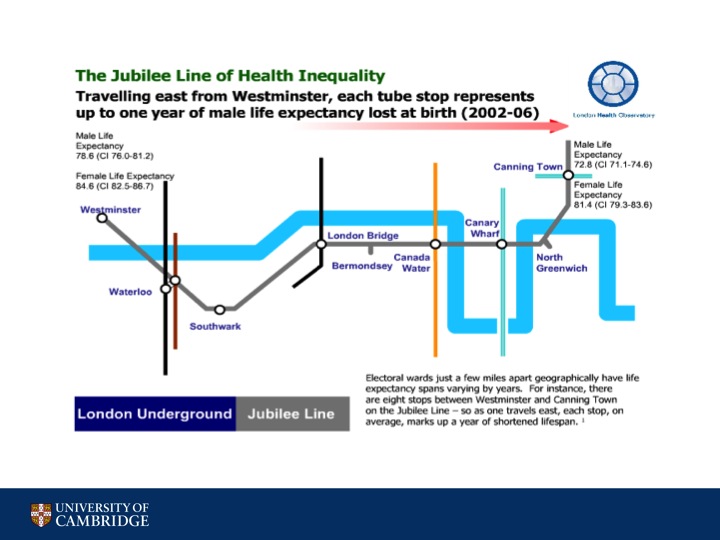 The Jubilee Line of Health Inequality
Travelling east from Westminster, each tube stop represents
up to one year of male life expectancy lost at birth (2002-06)
London Health Observatory
Male Life
Expectancy
78.6 (CI 76.0-81.2)
Female Life Expectancy
84.6 (CI 82.5-86.7)
Male Life
Expectancy
72.8 (CI 71.1-74.6)
Female Life
Expectancy
81.4 (CI 79.3-83.6)
Canning Town
Westminster
Waterloo
Southwark
London Bridge
Bermondsey
Canada
Water
Canary
Wharf
North
Greenwich
Electoral wards just a few miles apart geographically have life
expectancy spans varying by years. For instance, there
are eight stops between Westminster and Canning Town
on the Jubilee Line – so as one travels east, each stop, on
average, marks up a year of shortened lifespan. 1
London Underground Jubilee Line
UNIVERSITY OF
CAMBRIDGE